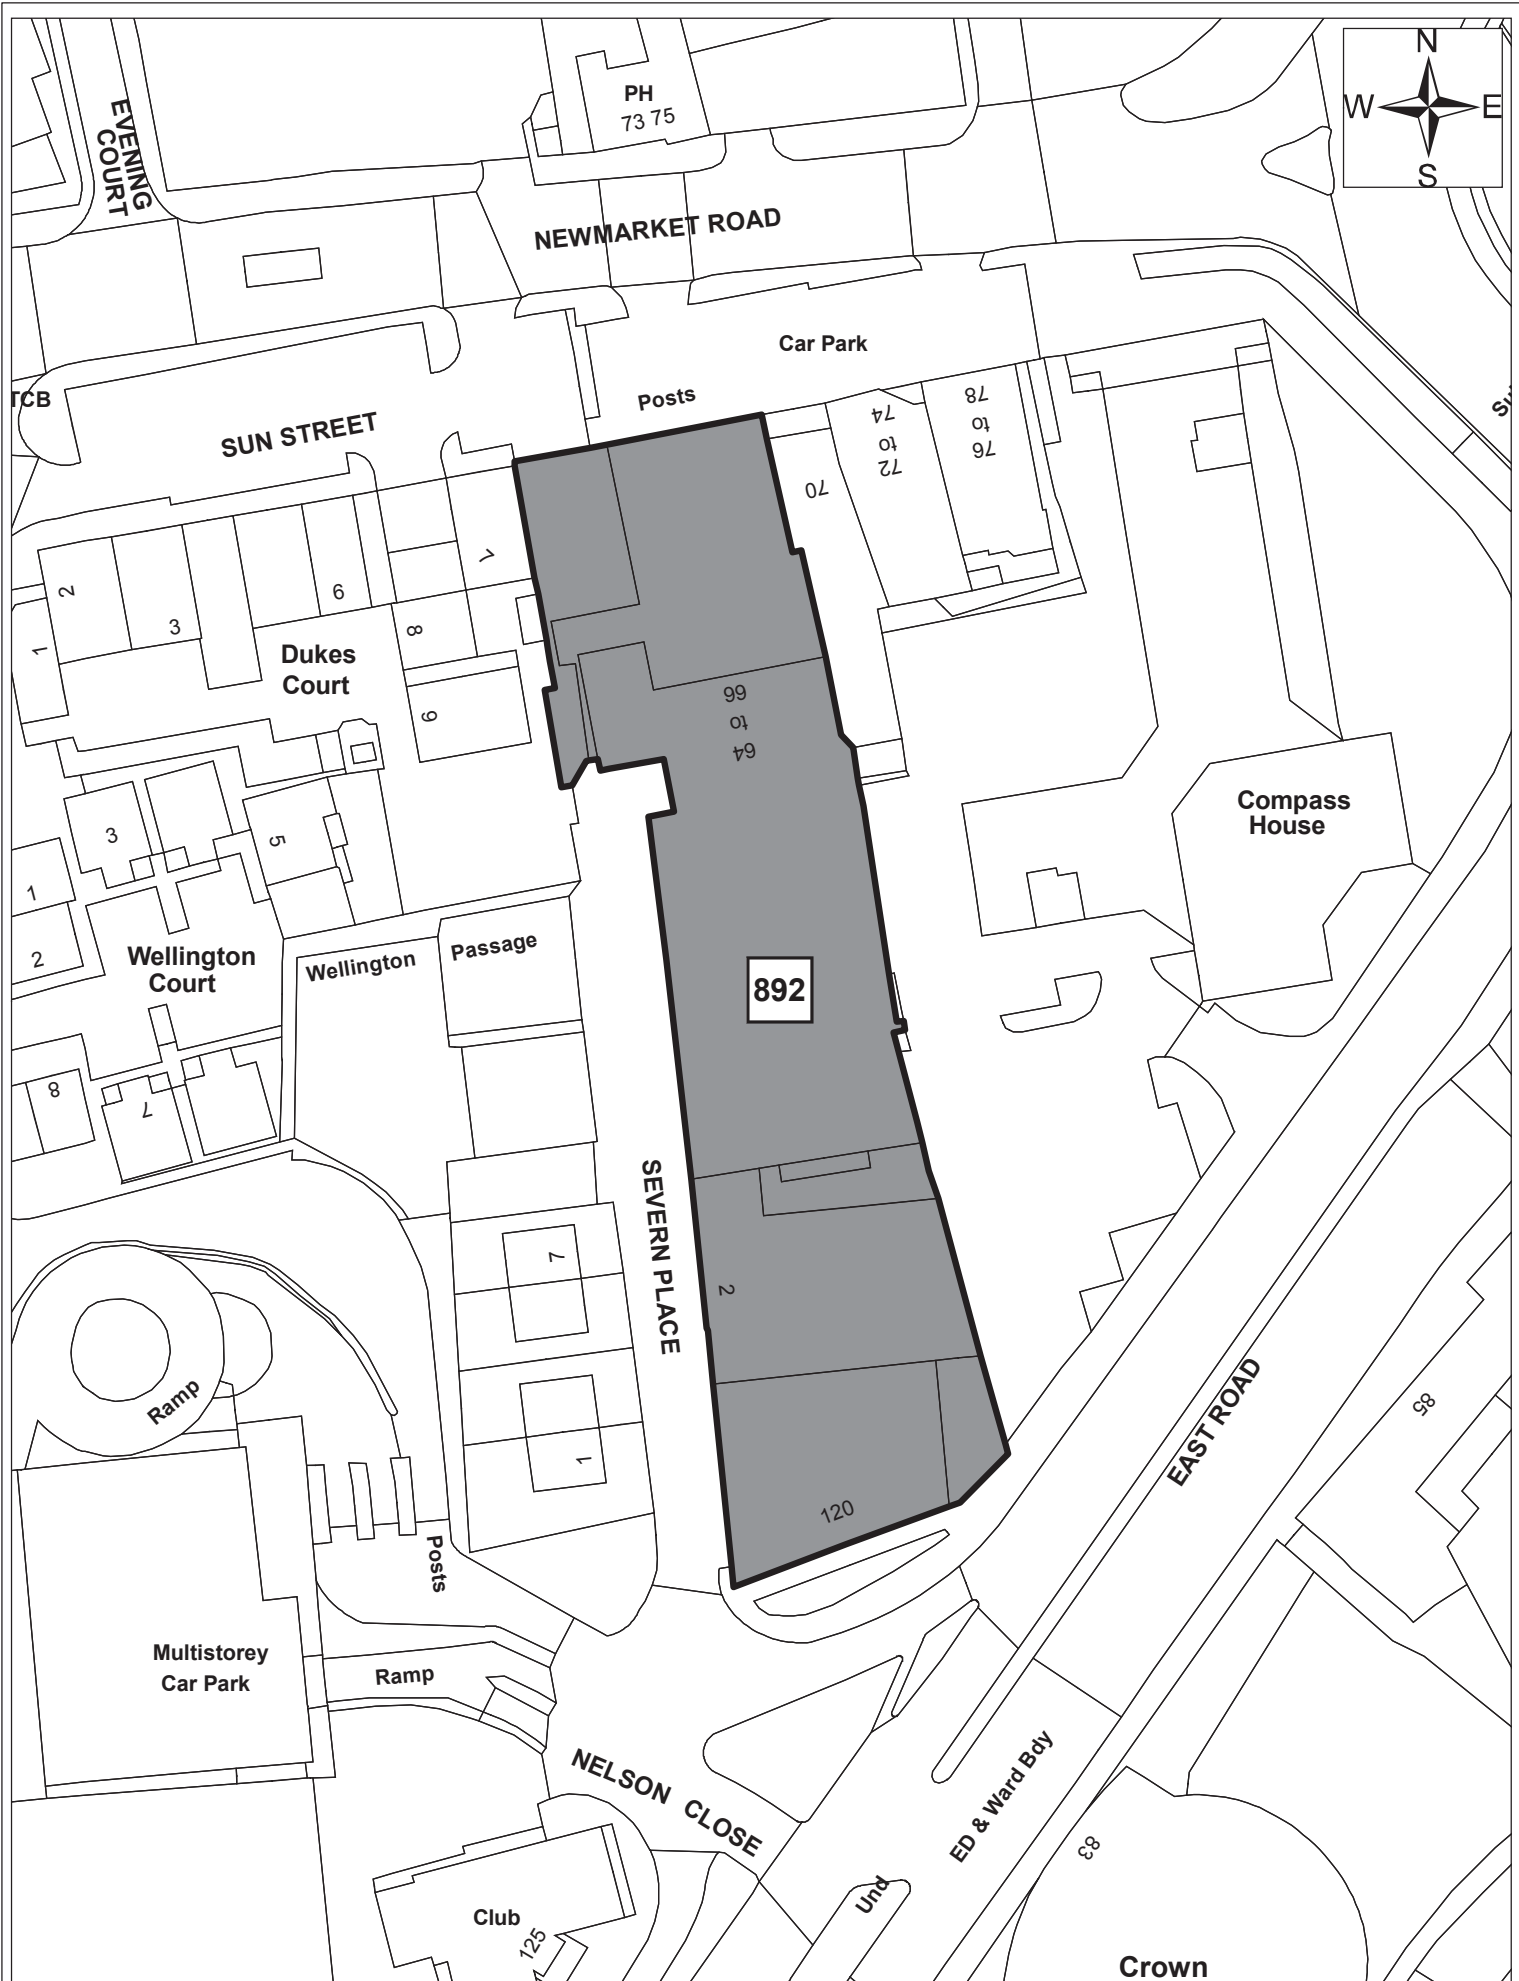 N
W E
S
PH
73 75
EVENING
COURT
NEWMARKET ROAD
Car Park
TCB
Posts
SUN STREET
78
to
76
74
to
72
70
7
2
6
3
8
1
Dukes
Court
9
66
to
64
Compass
House
3
5
1
2
Wellington
Court
Wellington
Passage
892
8
7
SEVERN PLACE
7
2
Ramp
EAST ROAD
85
1
120
Posts
Multistorey
Car Park
Ramp
NELSON CLOSE
ED & Ward Bdy
83
Und
Club
125
Crown